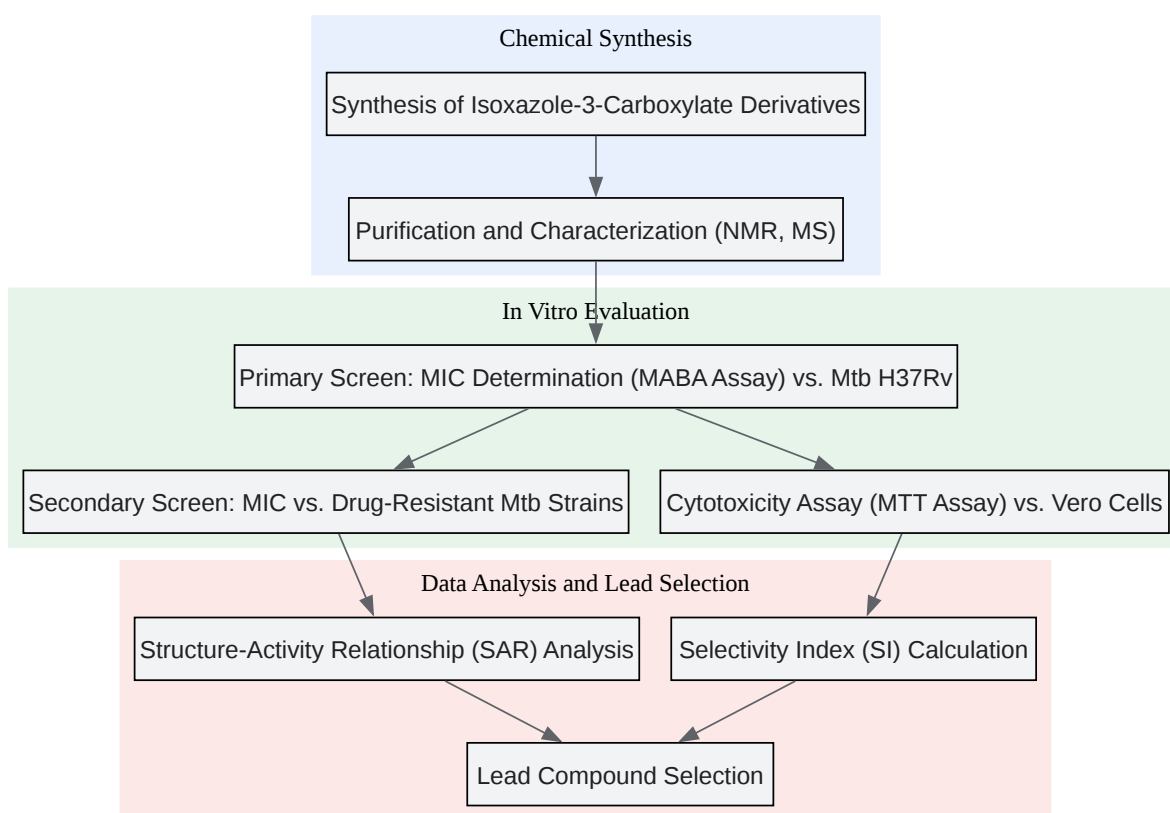 Chemical Synthesis
Synthesis of Isoxazole-3-Carboxylate Derivatives
Purification and Characterization (NMR, MS)
In Vitro Evaluation
Primary Screen: MIC Determination (MABA Assay) vs. Mtb H37Rv
Secondary Screen: MIC vs. Drug-Resistant Mtb Strains
Cytotoxicity Assay (MTT Assay) vs. Vero Cells
Data Analysis and Lead Selection
Structure-Activity Relationship (SAR) Analysis
Selectivity Index (SI) Calculation
Lead Compound Selection